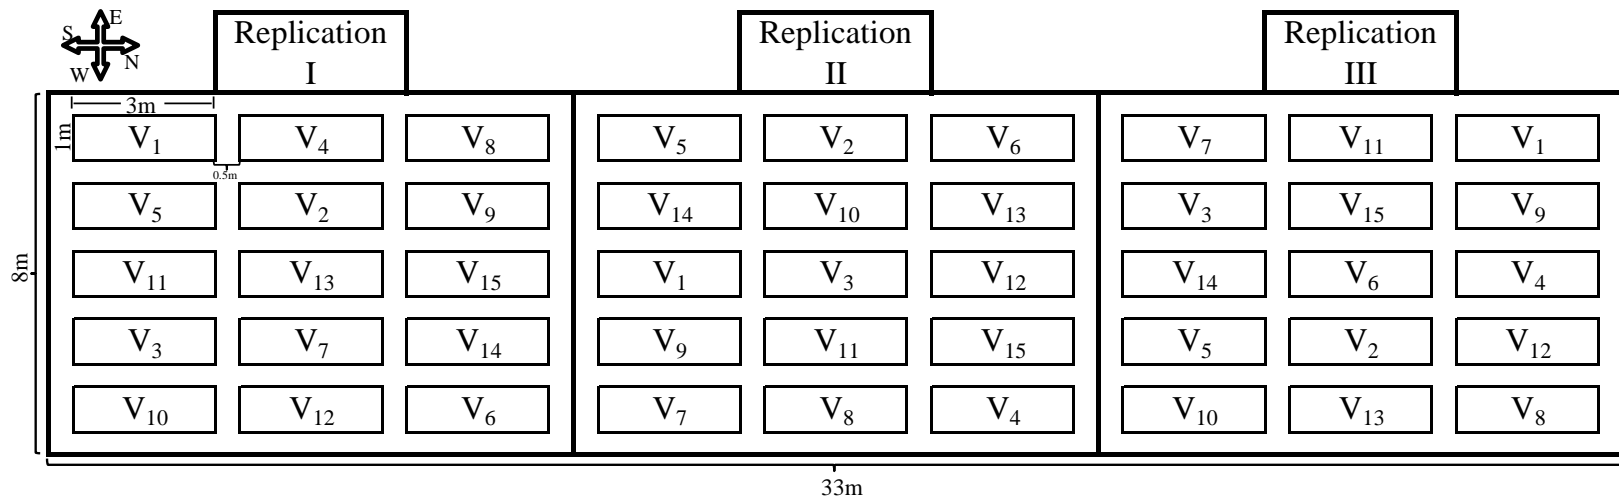 E
S
N
W
Replication
I
Replication
II
Replication
III
3m
1m
0.5m
8m
V₁ V₄ V₈ V₅ V₂ V₆ V₇ V₁₁ V₁
V₅ V₂ V₉ V₁₄ V₁₀ V₁₃ V₃ V₁₅ V₉
V₁₁ V₁₃ V₁₅ V₁ V₃ V₁₂ V₁₄ V₆ V₄
V₃ V₇ V₁₄ V₉ V₁₁ V₁₅ V₅ V₂ V₁₂
V₁₀ V₁₂ V₆ V₇ V₈ V₄ V₁₀ V₁₃ V₈
33m